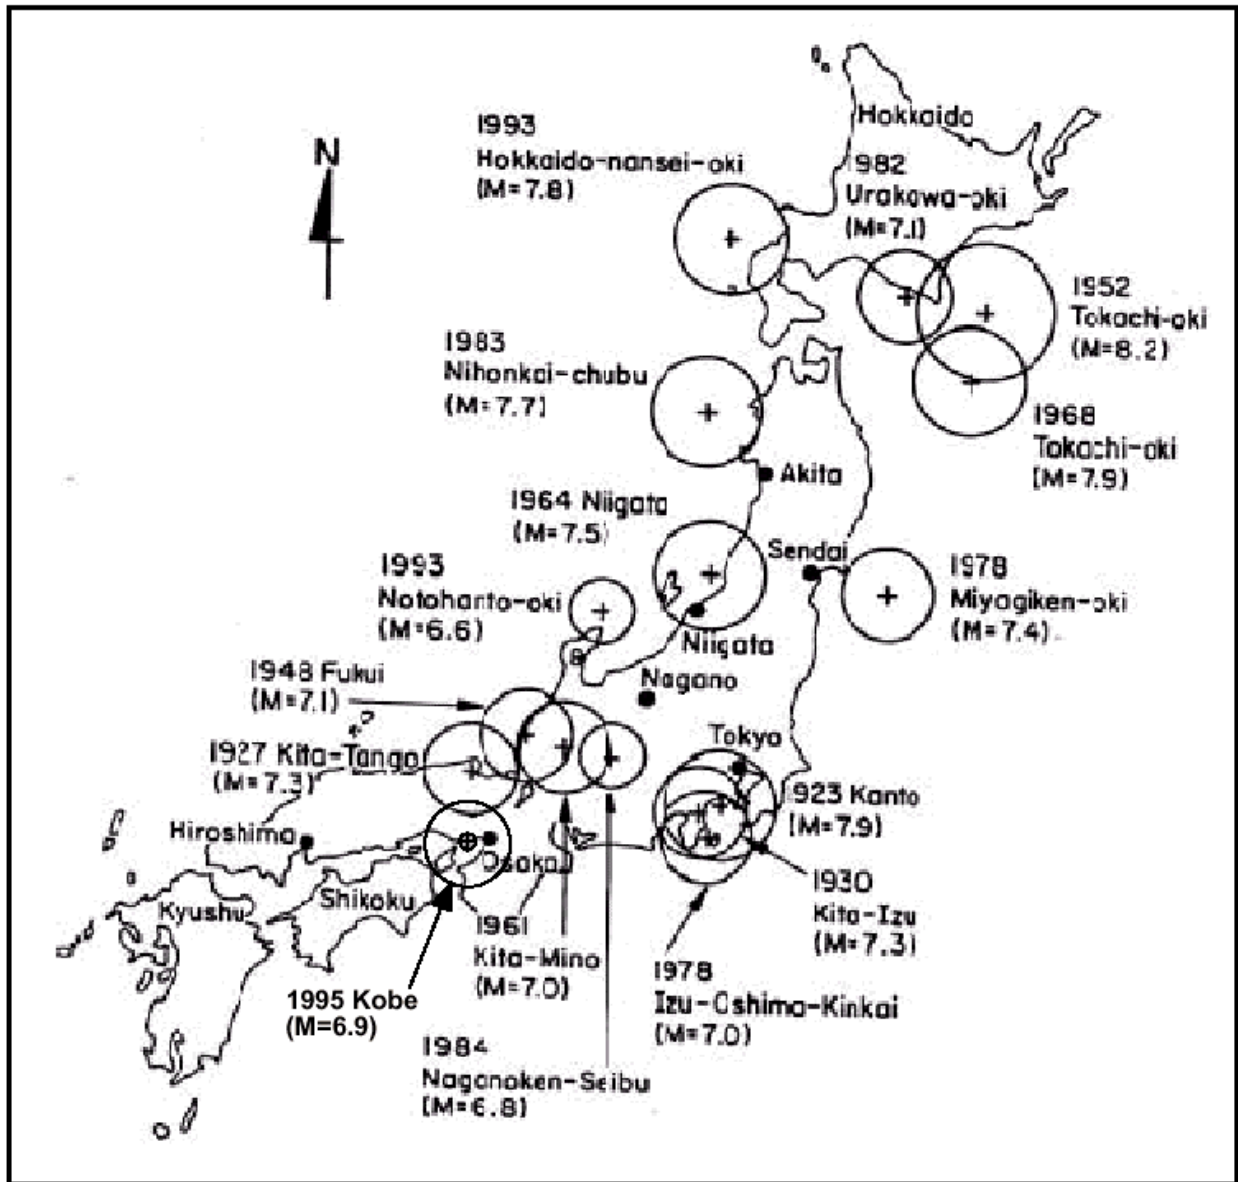 Hokkaido
1993
Hokkaido-nansei-oki
(M=7.8)
N
1982
Urakawa-oki
(M=7.1)
1952
Tokachi-oki
(M=8.2)
1983
Nihonkai-chubu
(M=7.7)
1968
Tokachi-oki
(M=7.9)
Akita
1964 Niigata
(M=7.5)
Sendai
1993
Notohanto-oki
(M=6.6)
1978
Miyagiken-oki
(M=7.4)
Niigata
Nagano
1948 Fukui
(M=7.1)
Tokyo
1927 Kita-Tango
(M=7.3)
1923 Kanto
(M=7.9)
Hiroshima
Osaka
1930
Kita-Izu
(M=7.3)
Shikoku
Kyushu
1961
Kita-Mino
(M=7.0)
1978
Izu-Oshima-Kinkai
(M=7.0)
1995 Kobe
(M=6.9)
1984
Naganoken-Seibu
(M=6.8)